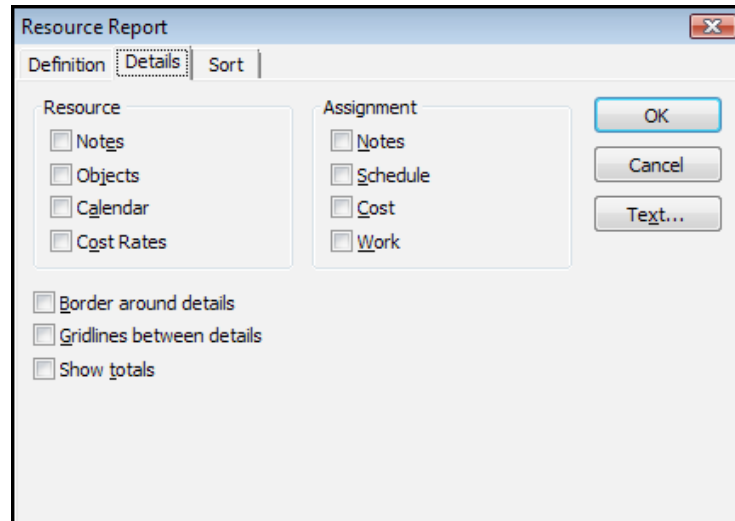 Resource Report
Definition Details Sort
Resource
Notes
Objects
Calendar
Cost Rates
Assignment
Notes
Schedule
Cost
Work
OK
Cancel
Text...
Border around details
Gridlines between details
Show totals